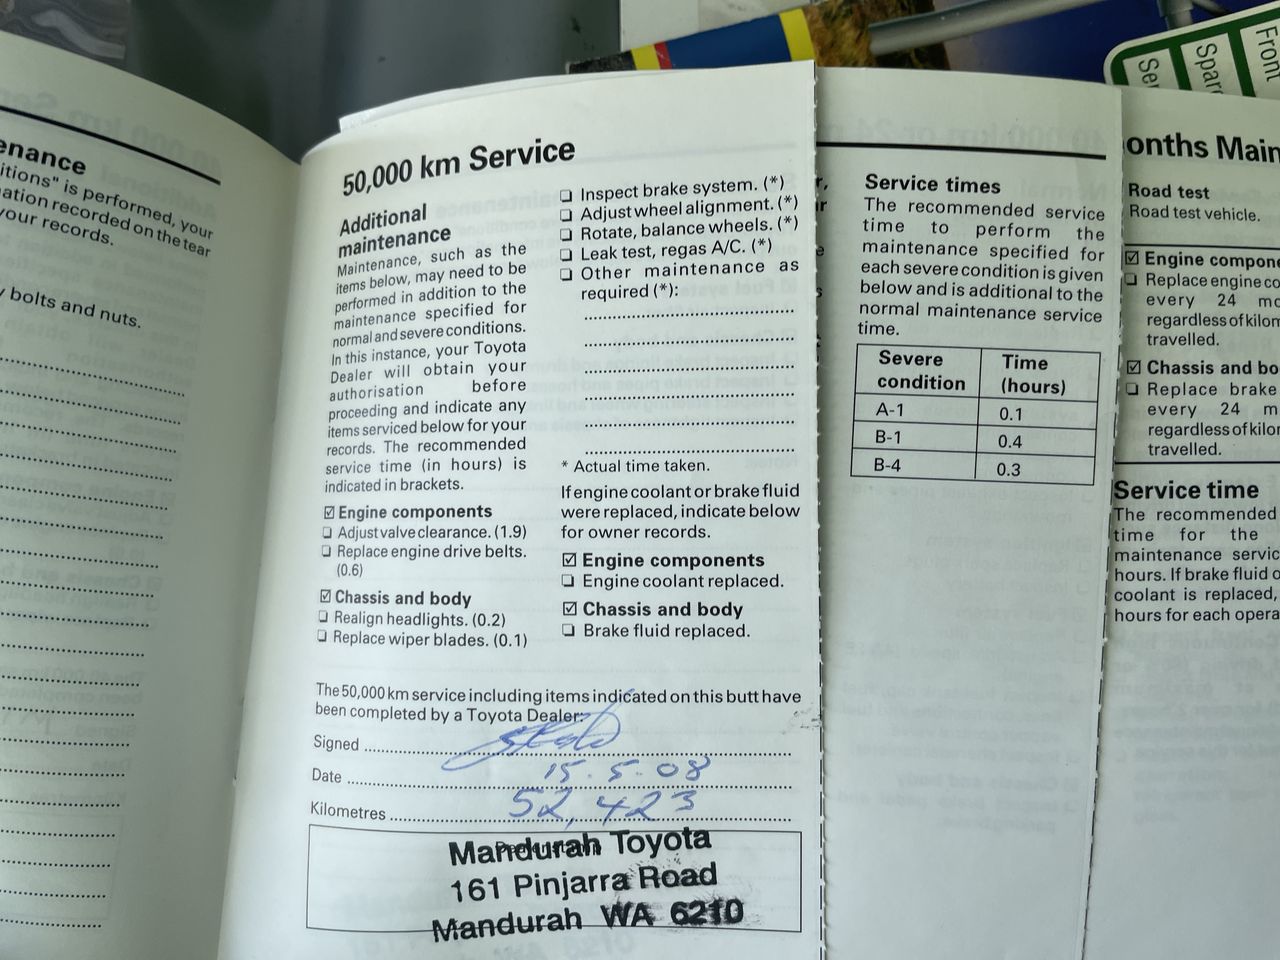 enance
itions" is performed, your
ation recorded on the tear
your records.
bolts and nuts.
50,000 km Service
Additional
maintenance
Maintenance, such as the
items below, may need to be
performed in addition to the
maintenance specified for
normal and severe conditions.
In this instance, your Toyota
Dealer will obtain your
authorisation before
proceeding and indicate any
items serviced below for your
records. The recommended
service time (in hours) is
indicated in brackets.
☑ Engine components
❏ Adjust valve clearance. (1.9)
❏ Replace engine drive belts.
(0.6)
☑ Chassis and body
❏ Realign headlights. (0.2)
❏ Replace wiper blades. (0.1)
❏ Inspect brake system. (*)
❏ Adjust wheel alignment. (*)
❏ Rotate, balance wheels. (*)
❏ Leak test, regas A/C. (*)
❏ Other maintenance as
required (*):
* Actual time taken.
If engine coolant or brake fluid
were replaced, indicate below
for owner records.
☑ Engine components
❏ Engine coolant replaced.
☑ Chassis and body
❏ Brake fluid replaced.
The 50,000 km service including items indicated on this butt have
been completed by a Toyota Dealer:
Signed
Date 15.5.08
Kilometres 52,423
Mandurah Toyota
161 Pinjarra Road
Mandurah WA 6210
Service times
The recommended service
time to perform the
maintenance specified for
each severe condition is given
below and is additional to the
normal maintenance service
time.
Severe condition Time (hours)
A-1 0.1
B-1 0.4
B-4 0.3
onths Main
Road test
Road test vehicle.
☑ Engine compone
❏ Replace engine co
every 24 mo
regardless of kilom
travelled.
☑ Chassis and bo
❏ Replace brake
every 24 m
regardless of kilor
travelled.
Service time
The recommended
time for the
maintenance servic
hours. If brake fluid o
coolant is replaced,
hours for each opera
Ser
Spare
Front